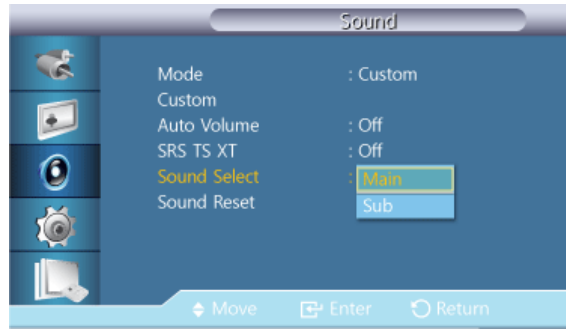 Sound
Mode : Custom
Custom
Auto Volume : Off
SRS TS XT : Off
Sound Select : Main
Sub
Sound Reset
Move Enter Return